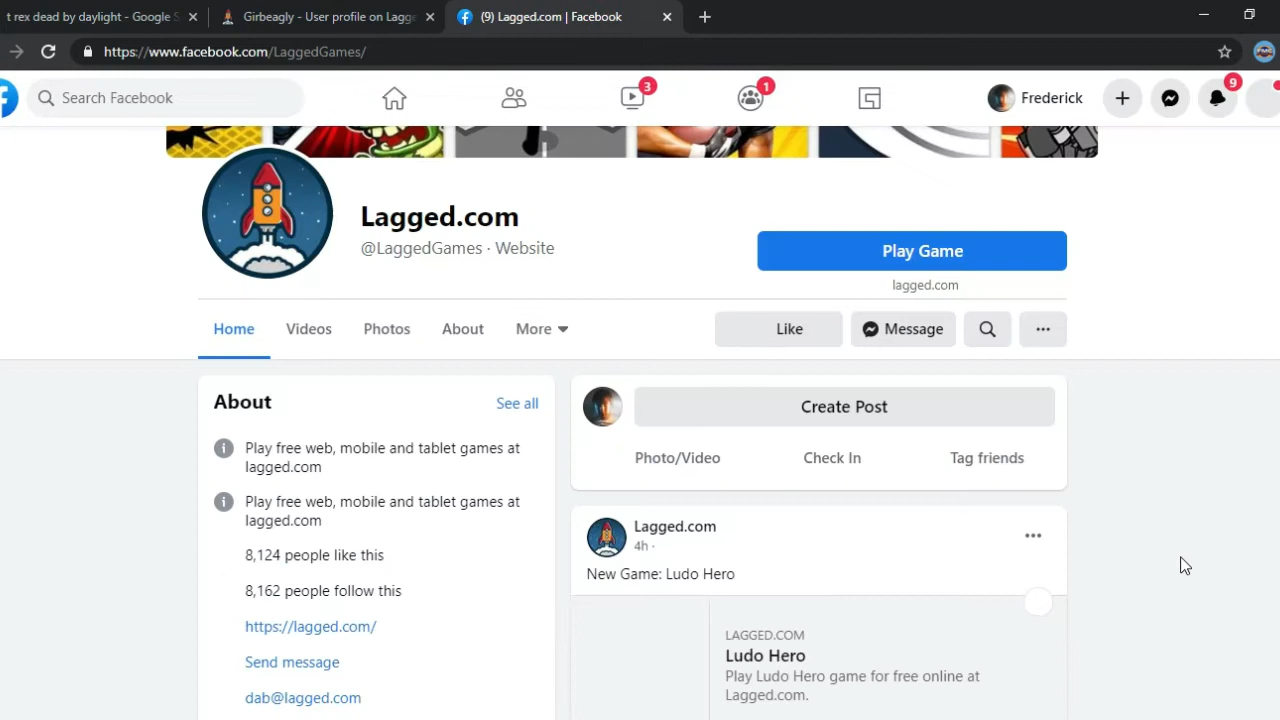 t rex dead by daylight - Google S
Girbeagly - User profile on Lagge
(9) Lagged.com | Facebook
https://www.facebook.com/LaggedGames/
Search Facebook
3
1
Frederick
9
Lagged.com
@LaggedGames · Website
Play Game
lagged.com
Home
Videos
Photos
About
More
Like
Message
About
See all
Create Post
Play free web, mobile and tablet games at
lagged.com
Photo/Video
Check In
Tag friends
Play free web, mobile and tablet games at
lagged.com
8,124 people like this
8,162 people follow this
https://lagged.com/
Send message
dab@lagged.com
Lagged.com
4h ·
New Game: Ludo Hero
LAGGED.COM
Ludo Hero
Play Ludo Hero game for free online at
Lagged.com.